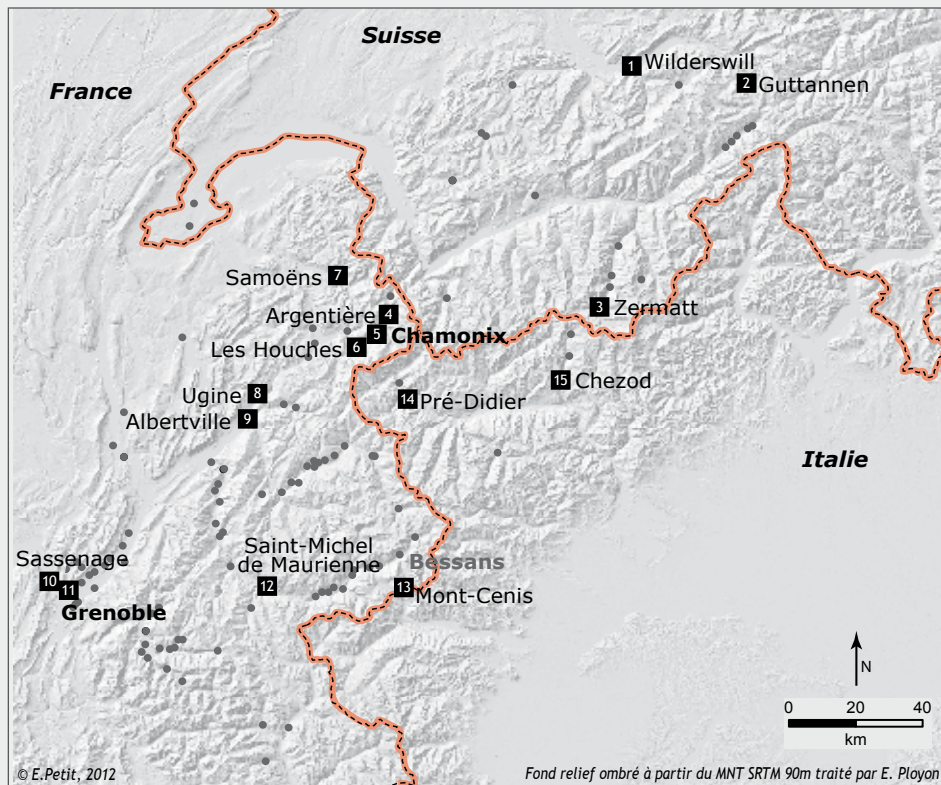 Suisse
France
1 Wilderswill
2 Guttannen
Samoëns 7
Argentière 4
5 Chamonix
Les Houches 6
3 Zermatt
Ugine 8
Albertville 9
14 Pré-Didier
15 Chezod
Italie
Saint-Michel
de Maurienne
12
Bessans
13 Mont-Cenis
Sassenage
10
11
Grenoble
N
0 20 40
km
© E.Petit, 2012
Fond relief ombré à partir du MNT SRTM 90m traité par E. Ployon